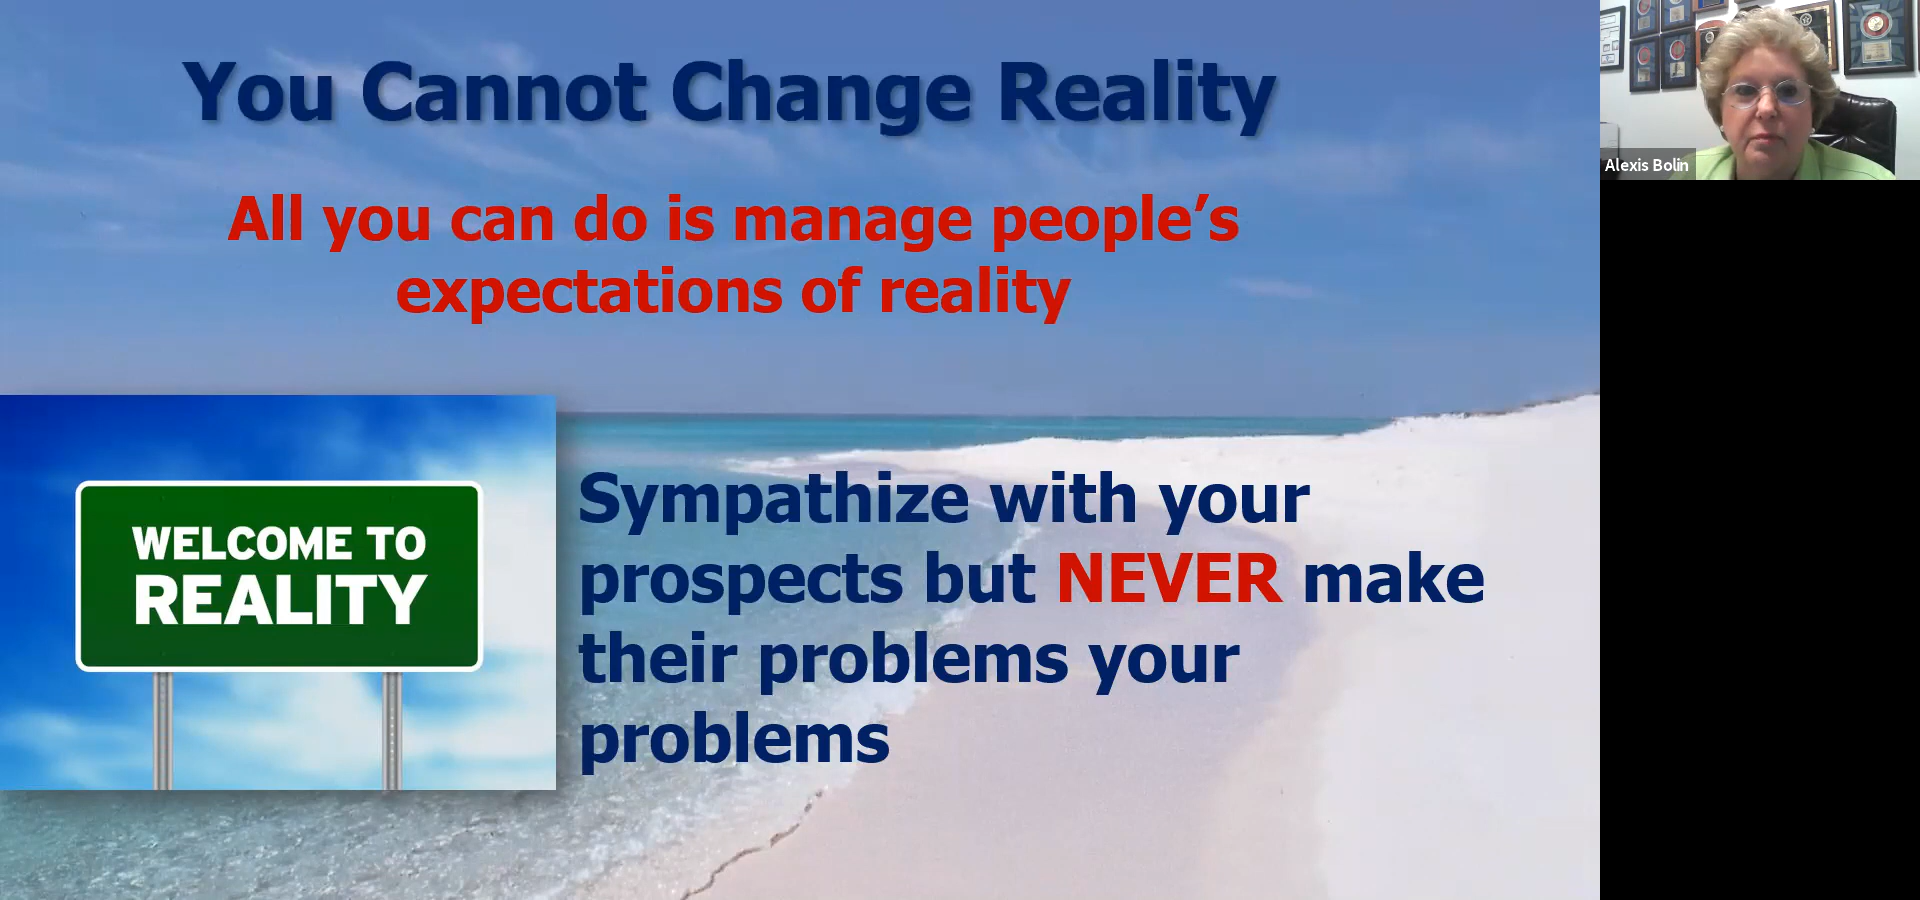 You Cannot Change Reality
All you can do is manage people’s
expectations of reality
WELCOME TO
REALITY
Sympathize with your
prospects but NEVER make
their problems your
problems
Alexis Bolin